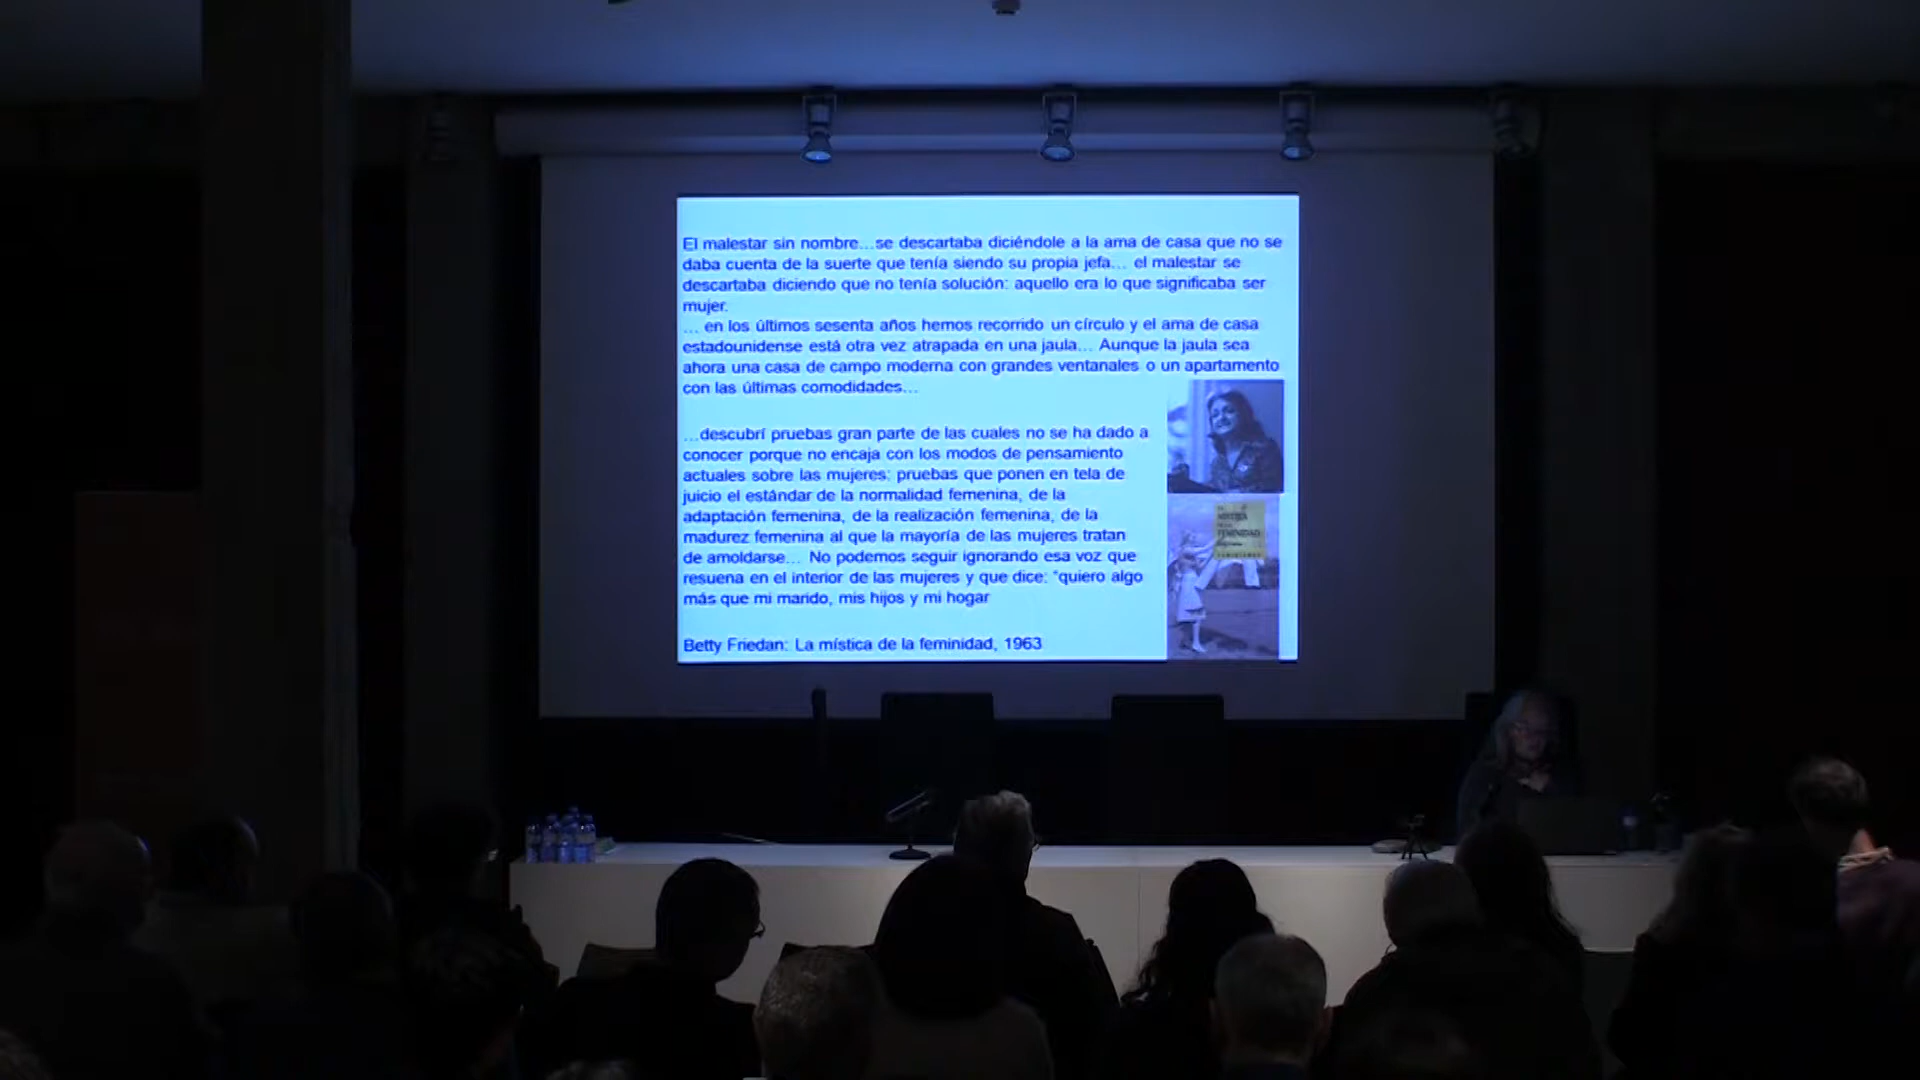 El malestar sin nombre…se descartaba diciéndole a la ama de casa que no se
daba cuenta de la suerte que tenía siendo su propia jefa… el malestar se
descartaba diciendo que no tenía solución: aquello era lo que significaba ser
mujer.
… en los últimos sesenta años hemos recorrido un círculo y el ama de casa
estadounidense está otra vez atrapada en una jaula… Aunque la jaula sea
ahora una casa de campo moderna con grandes ventanales o un apartamento
con las últimas comodidades…
…descubrí pruebas gran parte de las cuales no se ha dado a
conocer porque no encaja con los modos de pensamiento
actuales sobre las mujeres: pruebas que ponen en tela de
juicio el estándar de la normalidad femenina, de la
adaptación femenina, de la realización femenina, de la
madurez femenina al que la mayoría de las mujeres tratan
de amoldarse… No podemos seguir ignorando esa voz que
resuena en el interior de las mujeres y que dice: “quiero algo
más que mi marido, mis hijos y mi hogar
Betty Friedan: La mística de la feminidad, 1963
LA
MÍSTICA
DE LA
FEMINIDAD